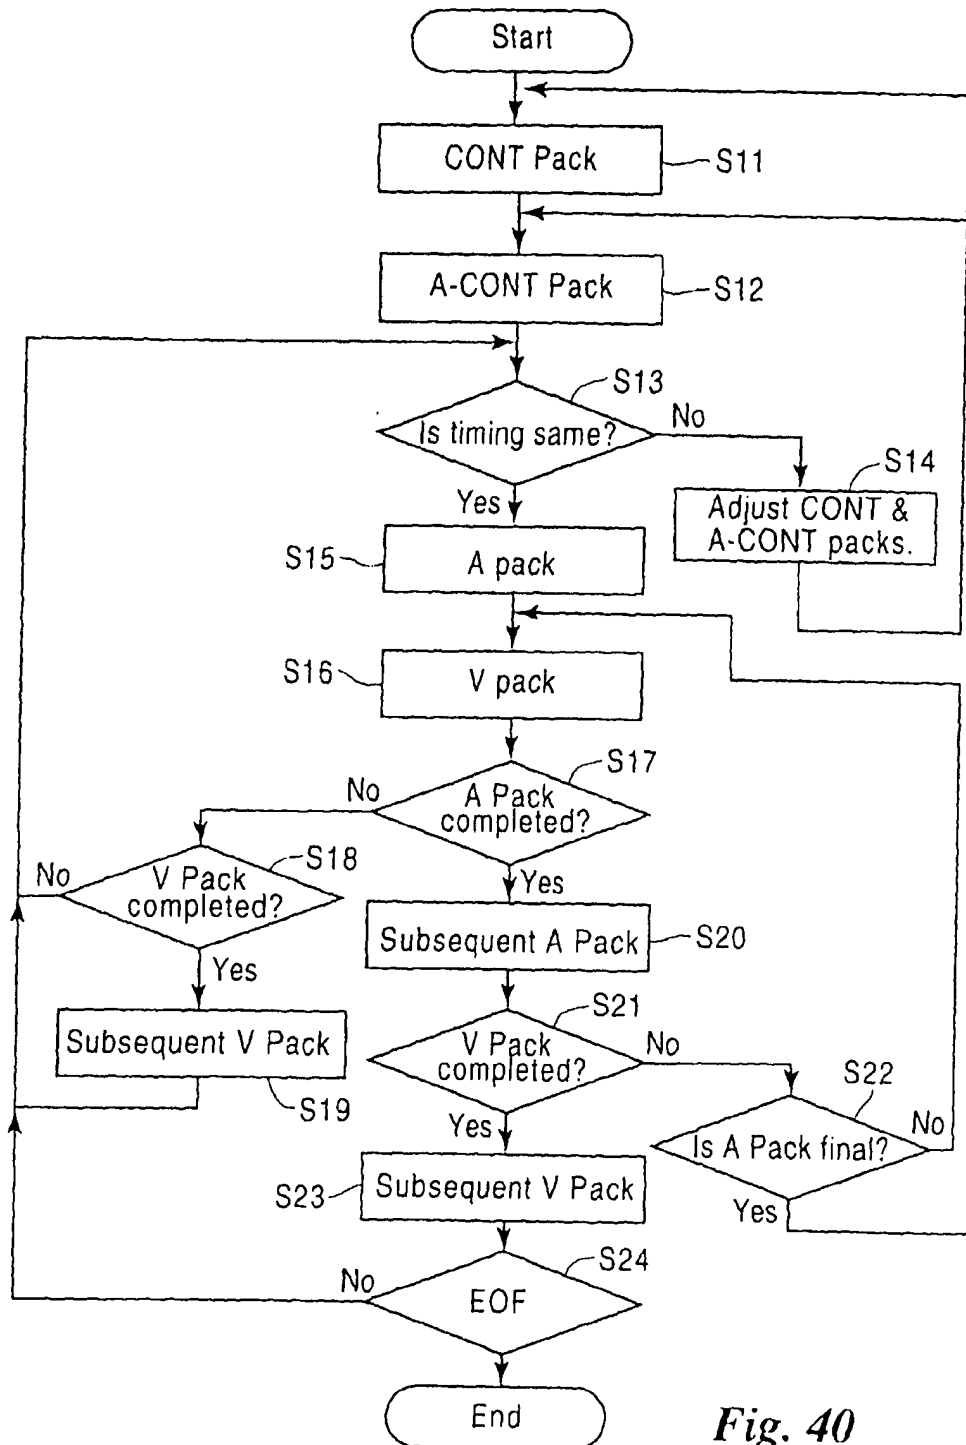 Start
CONT Pack
S11
A-CONT Pack
S12
S13
Is timing same?
No
S14
Yes
Adjust CONT &
A-CONT packs.
S15
A pack
S16
V pack
S17
No
A Pack
completed?
S18
No
V Pack
completed?
Yes
Subsequent A Pack
S20
Yes
S21
Subsequent V Pack
V Pack
completed?
No
S22
S19
Is A Pack final?
No
Yes
S23
Subsequent V Pack
Yes
S24
No
EOF
End
Fig. 40